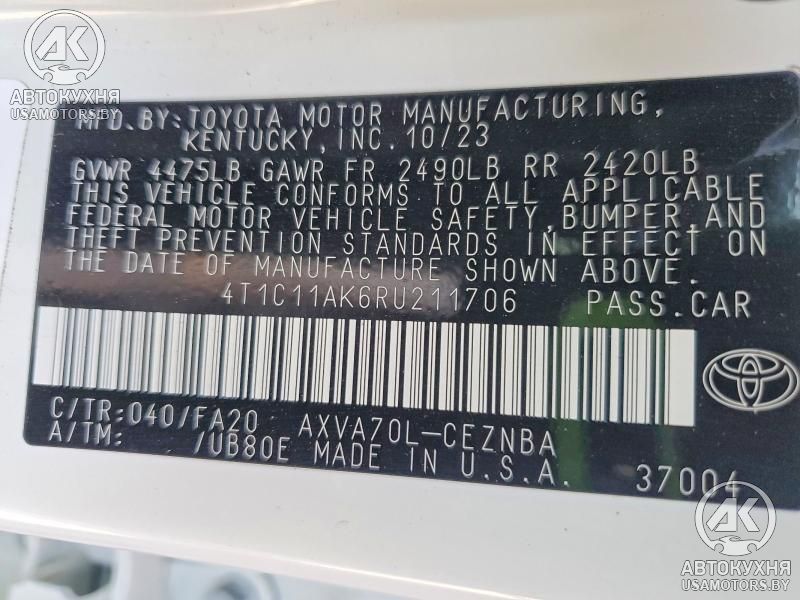 AK
АВТОКУХНЯ
USAMOTORS.BY
MFD.BY:TOYOTA MOTOR MANUFACTURING,
KENTUCKY,INC. 10/23
GVWR 4475LB GAWR FR 2490LB RR 2420LB
THIS VEHICLE CONFORMS TO ALL APPLICABLE
FEDERAL MOTOR VEHICLE SAFETY,BUMPER,AND
THEFT PREVENTION STANDARDS IN EFFECT ON
THE DATE OF MANUFACTURE SHOWN ABOVE.
4T1C11AK6RU211706 PASS.CAR
C/TR:040/FA20 AXVA70L-CEZNBA
A/TM: /UB80E MADE IN U.S.A. 37004
AK
АВТОКУХНЯ
USAMOTORS.BY